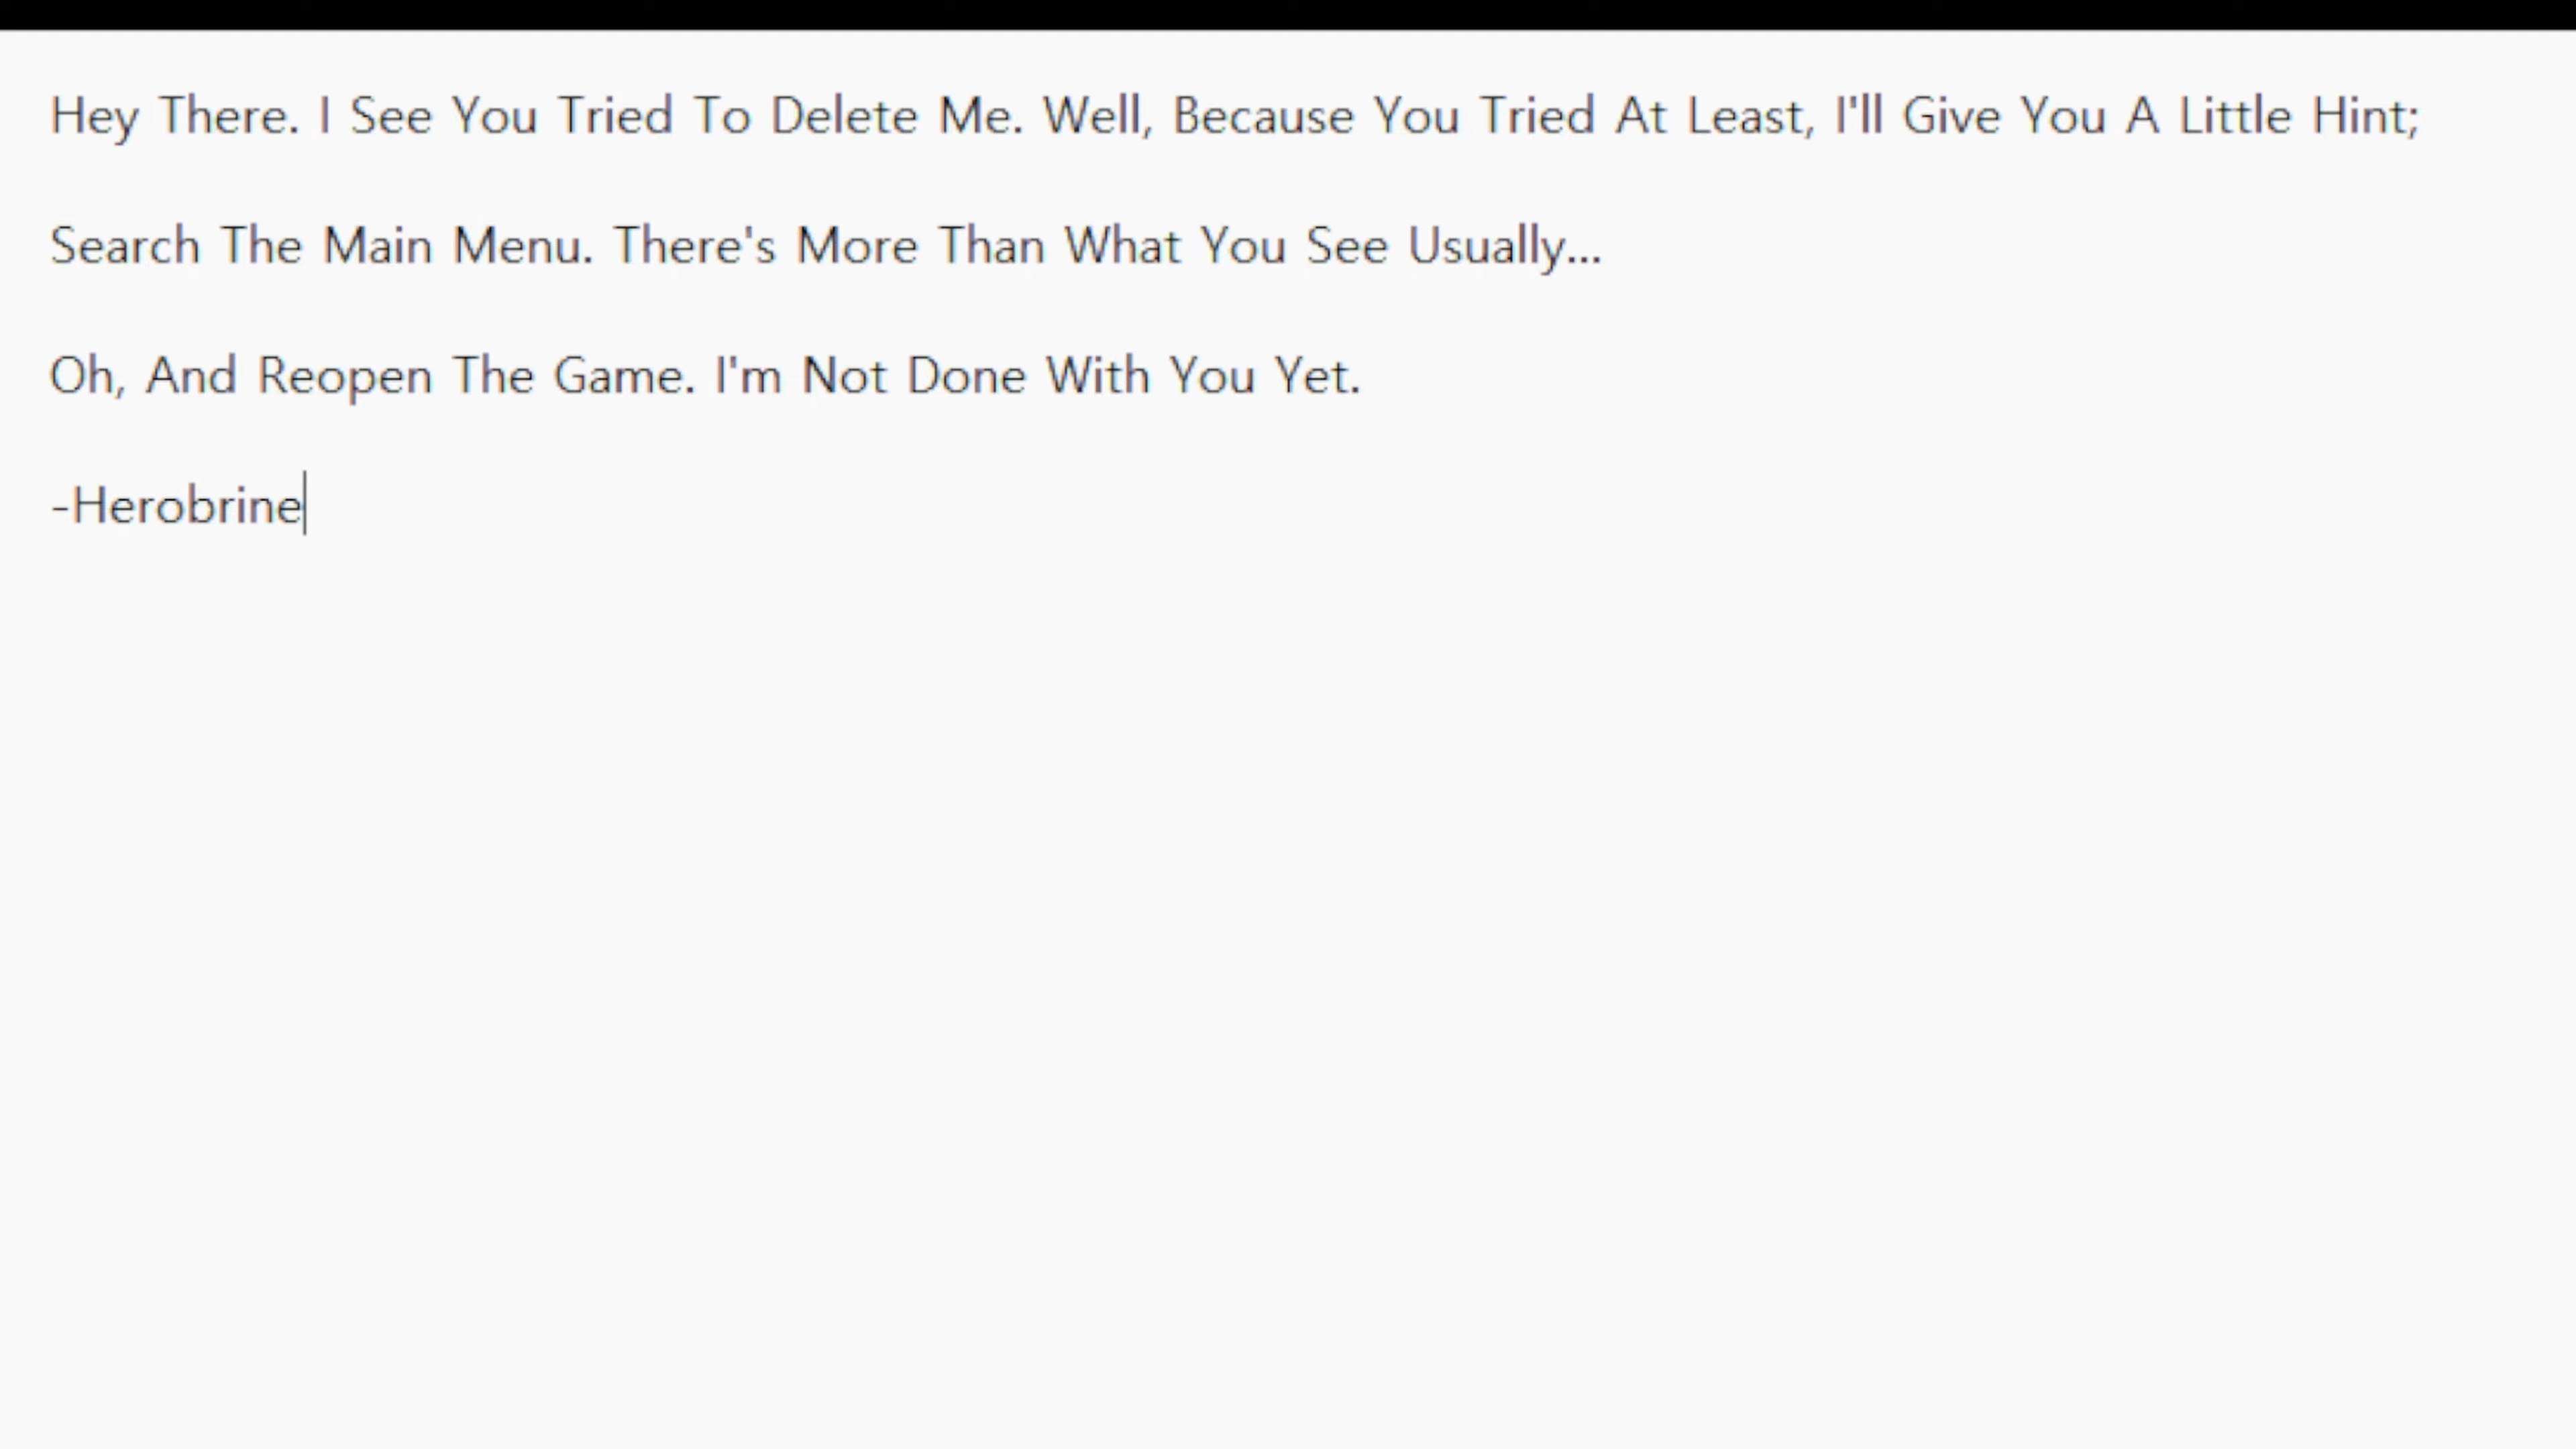 Hey There. I See You Tried To Delete Me. Well, Because You Tried At Least, I'll Give You A Little Hint;
Search The Main Menu. There's More Than What You See Usually...
Oh, And Reopen The Game. I'm Not Done With You Yet.
-Herobrine